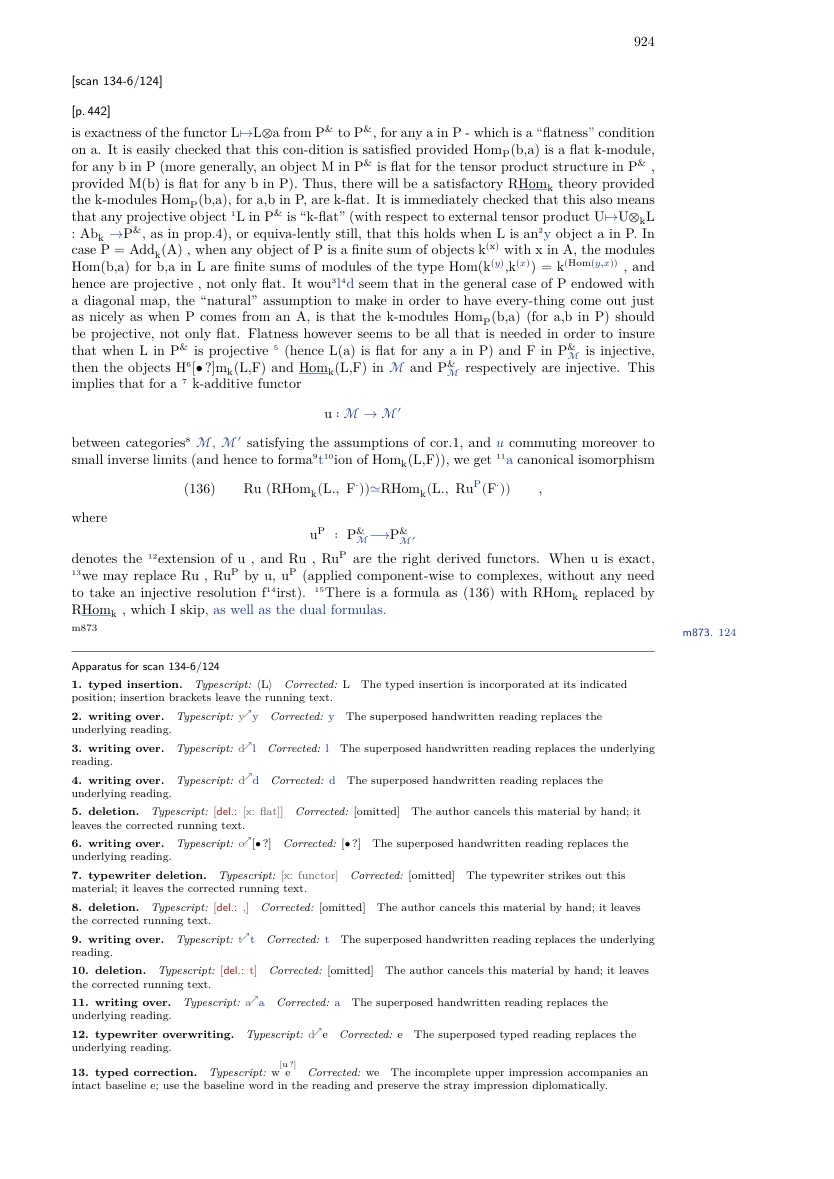 924
[scan 134-6/124]
[p. 442]
is exactness of the functor L↦L⊗a from P^& to P^&, for any a in P - which is a “flatness” condition
on a. It is easily checked that this con-dition is satisfied provided Hom_P(b,a) is a flat k-module,
for any b in P (more generally, an object M in P^& is flat for the tensor product structure in P^& ,
provided M(b) is flat for any b in P). Thus, there will be a satisfactory RHom_k theory provided
the k-modules Hom_P(b,a), for a,b in P, are k-flat. It is immediately checked that this also means
that any projective object ¹L in P^& is “k-flat” (with respect to external tensor product U↦U⊗_kL
: Ab_k →P^&, as in prop.4), or equiva-lently still, that this holds when L is an²y object a in P. In
case P = Add_k(A) , when any object of P is a finite sum of objects k^(x) with x in A, the modules
Hom(b,a) for b,a in L are finite sums of modules of the type Hom(k^(y),k^(x)) = k^(Hom(y,x)) , and
hence are projective , not only flat. It wou³l⁴d seem that in the general case of P endowed with
a diagonal map, the “natural” assumption to make in order to have every-thing come out just
as nicely as when P comes from an A, is that the k-modules Hom_P(b,a) (for a,b in P) should
be projective, not only flat. Flatness however seems to be all that is needed in order to insure
that when L in P^& is projective ⁵ (hence L(a) is flat for any a in P) and F in P^&_ℳ is injective,
then the objects H⁶[•?]m_k(L,F) and Hom_k(L,F) in ℳ and P^&_ℳ respectively are injective. This
implies that for a ⁷ k-additive functor
u : ℳ → ℳ′
between categories⁸ ℳ, ℳ′ satisfying the assumptions of cor.1, and u commuting moreover to
small inverse limits (and hence to forma⁹t¹⁰ion of Hom_k(L,F)), we get ¹¹a canonical isomorphism
(136) Ru (RHom_k(L., F˙))≃RHom_k(L., Ru^P(F˙)) ,
where
u^P : P^&_ℳ⟶P^&_ℳ′
denotes the ¹²extension of u , and Ru , Ru^P are the right derived functors. When u is exact,
¹³we may replace Ru , Ru^P by u, u^P (applied component-wise to complexes, without any need
to take an injective resolution f¹⁴irst). ¹⁵There is a formula as (136) with RHom_k replaced by
RHom_k , which I skip, as well as the dual formulas.
m873
m873. 124
Apparatus for scan 134-6/124
1. typed insertion. Typescript: ⟨L⟩ Corrected: L The typed insertion is incorporated at its indicated
position; insertion brackets leave the running text.
2. writing over. Typescript: y↗y Corrected: y The superposed handwritten reading replaces the
underlying reading.
3. writing over. Typescript: d↗l Corrected: l The superposed handwritten reading replaces the underlying
reading.
4. writing over. Typescript: d↗d Corrected: d The superposed handwritten reading replaces the
underlying reading.
5. deletion. Typescript: [del.: [x: flat]] Corrected: [omitted] The author cancels this material by hand; it
leaves the corrected running text.
6. writing over. Typescript: o↗[•?] Corrected: [•?] The superposed handwritten reading replaces the
underlying reading.
7. typewriter deletion. Typescript: [x: functor] Corrected: [omitted] The typewriter strikes out this
material; it leaves the corrected running text.
8. deletion. Typescript: [del.: ,] Corrected: [omitted] The author cancels this material by hand; it leaves
the corrected running text.
9. writing over. Typescript: t↗t Corrected: t The superposed handwritten reading replaces the underlying
reading.
10. deletion. Typescript: [del.: t] Corrected: [omitted] The author cancels this material by hand; it leaves
the corrected running text.
11. writing over. Typescript: a↗a Corrected: a The superposed handwritten reading replaces the
underlying reading.
12. typewriter overwriting. Typescript: d↗e Corrected: e The superposed typed reading replaces the
underlying reading.
13. typed correction. Typescript: w[u?]e Corrected: we The incomplete upper impression accompanies an
intact baseline e; use the baseline word in the reading and preserve the stray impression diplomatically.